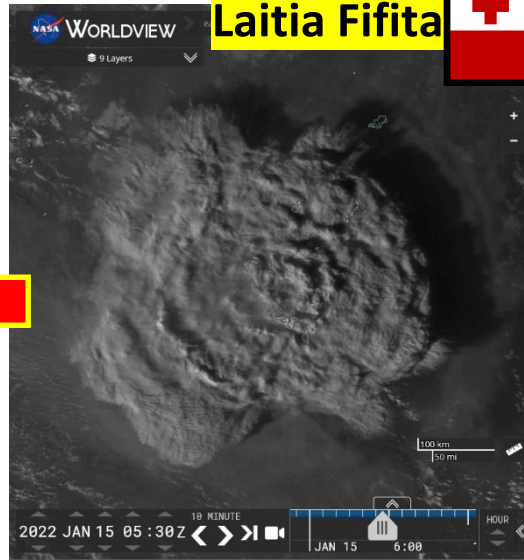 Laitia Fifita
NASA WORLDVIEW
9 Layers
+
-
100 km
50 mi
10 MINUTE
2022 JAN 15 05:30Z
JAN 15 6:00
HOUR